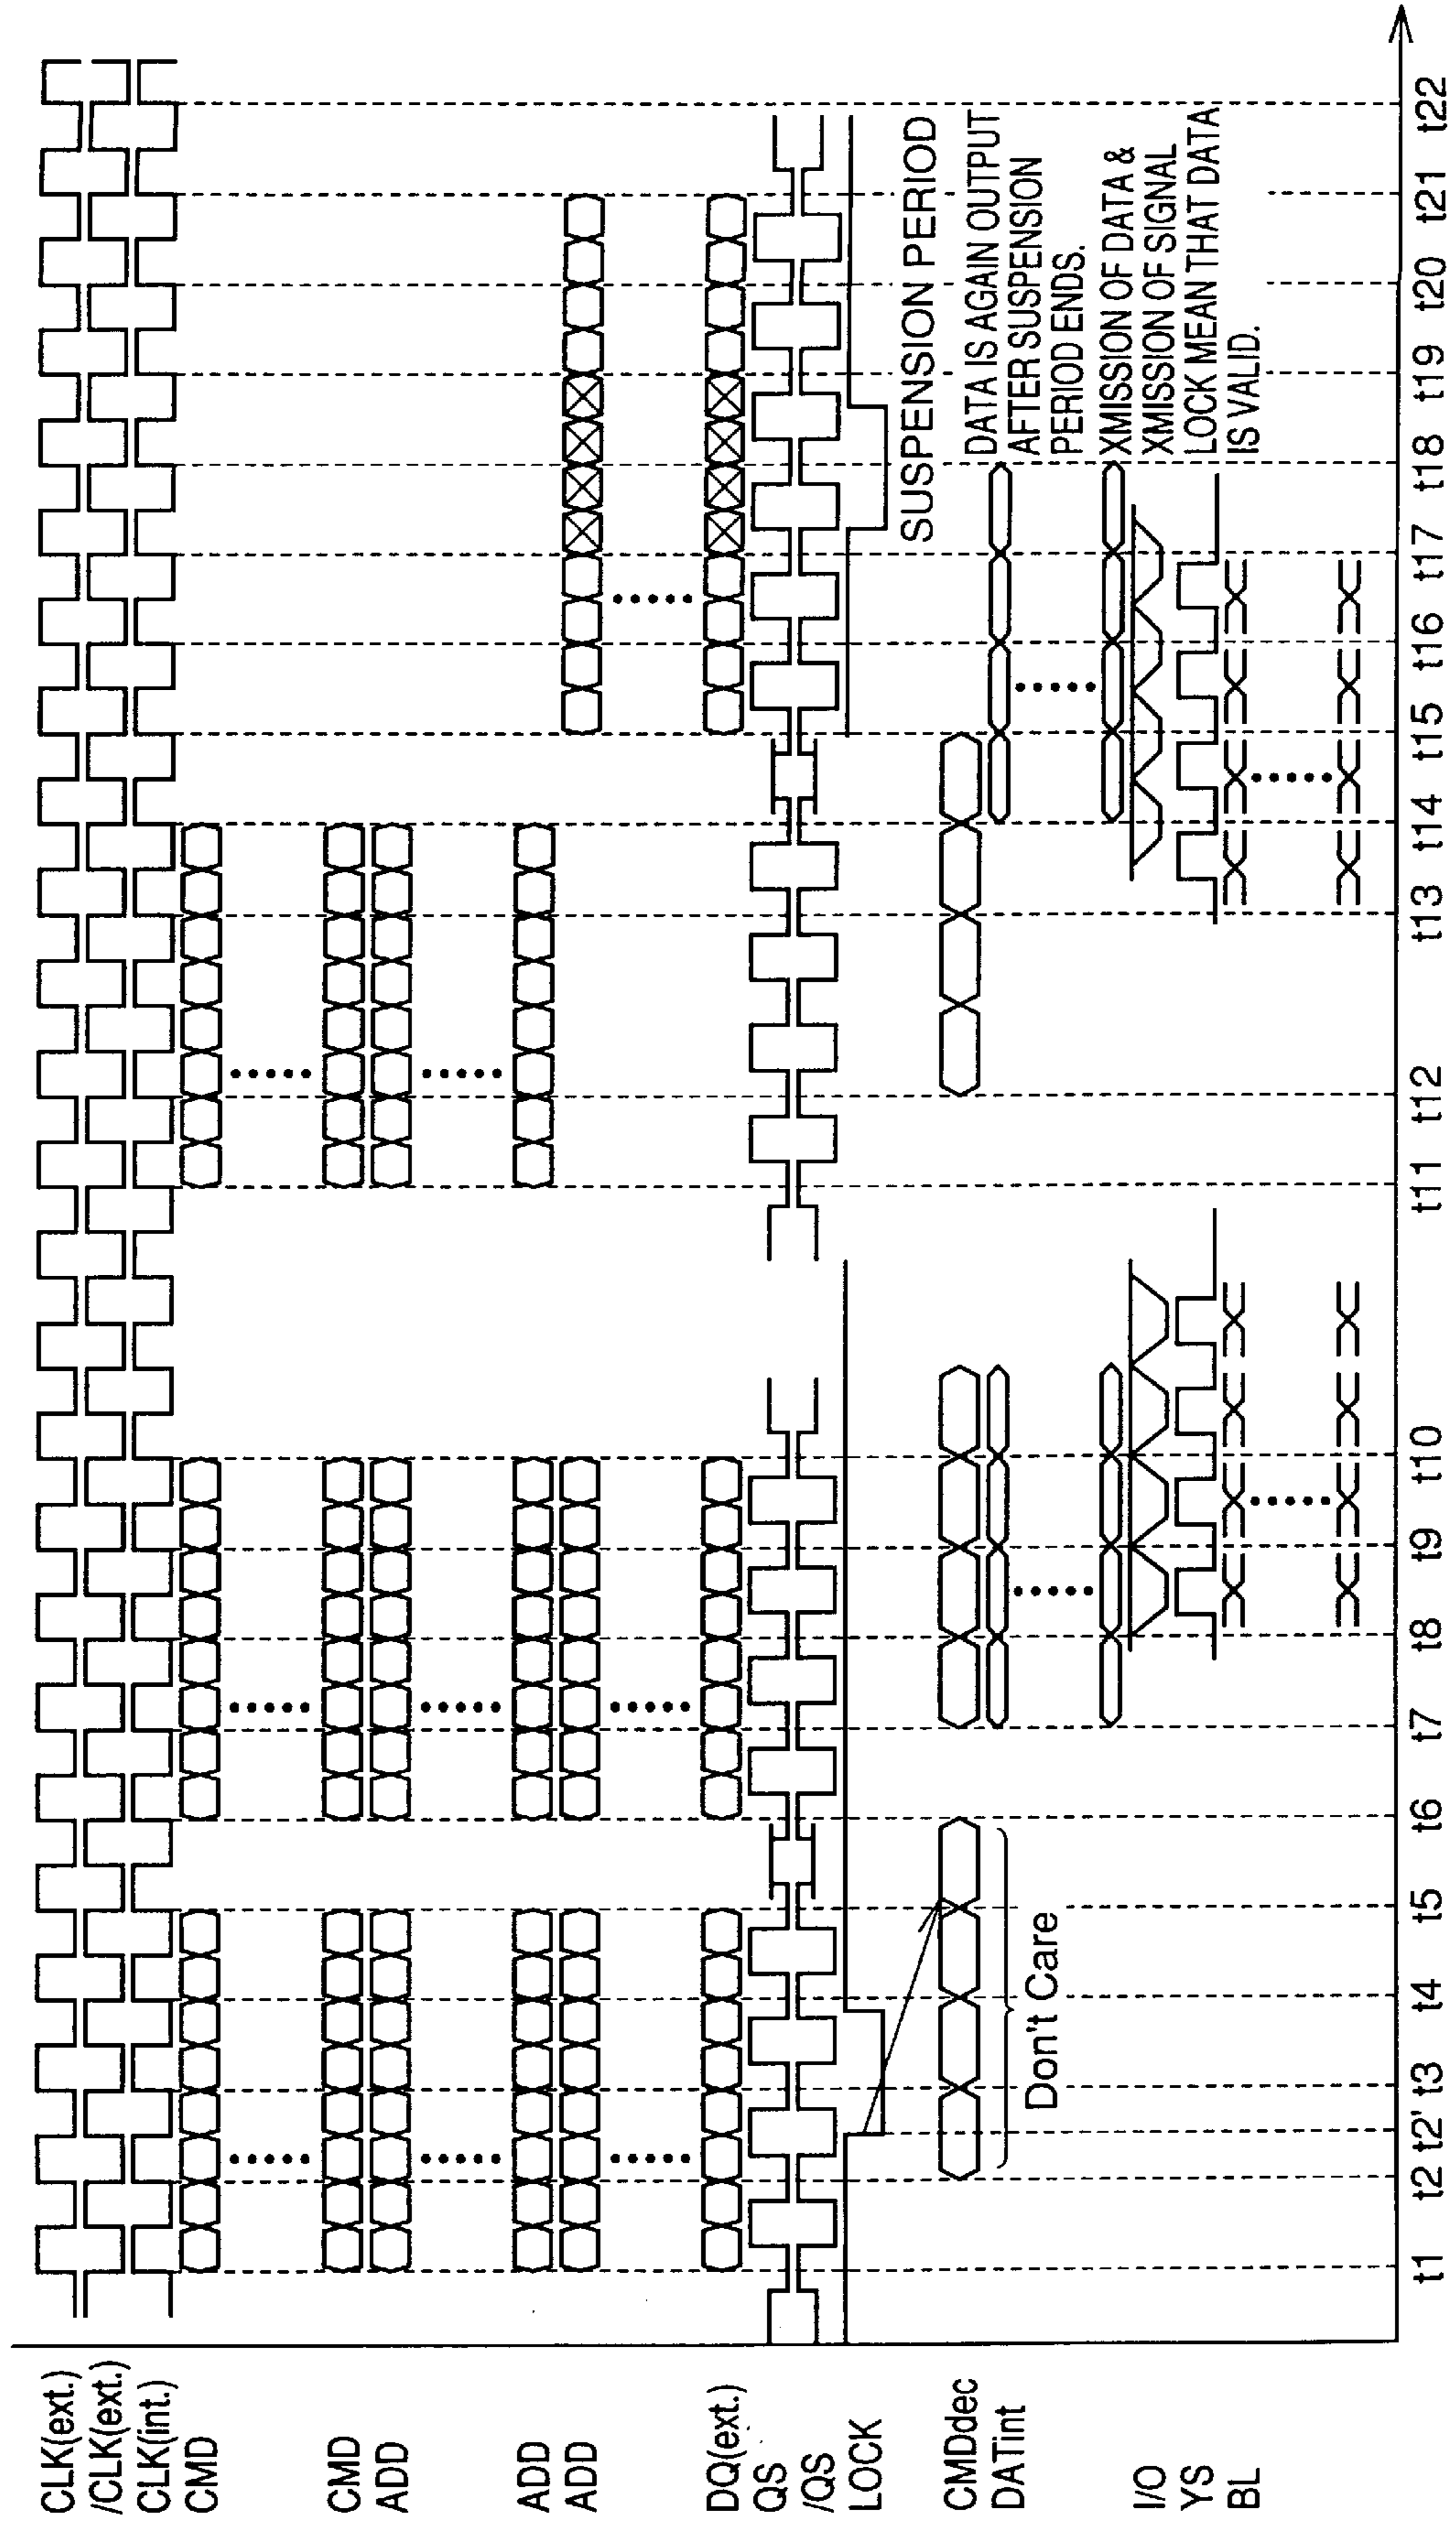 CLK(ext.)
/CLK(ext.)
CLK(int.)
CMD
CMD
ADD
ADD
ADD
DQ(ext.)
QS
/QS
LOCK
CMDdec
DATint
I/O
YS
BL
Don't Care
SUSPENSION PERIOD
DATA IS AGAIN OUTPUT
AFTER SUSPENSION
PERIOD ENDS.
XMISSION OF DATA &
XMISSION OF SIGNAL
LOCK MEAN THAT DATA
IS VALID.
t1 t2 t2' t3 t4 t5 t6 t7 t8 t9 t10 t11 t12 t13 t14 t15 t16 t17 t18 t19 t20 t21 t22